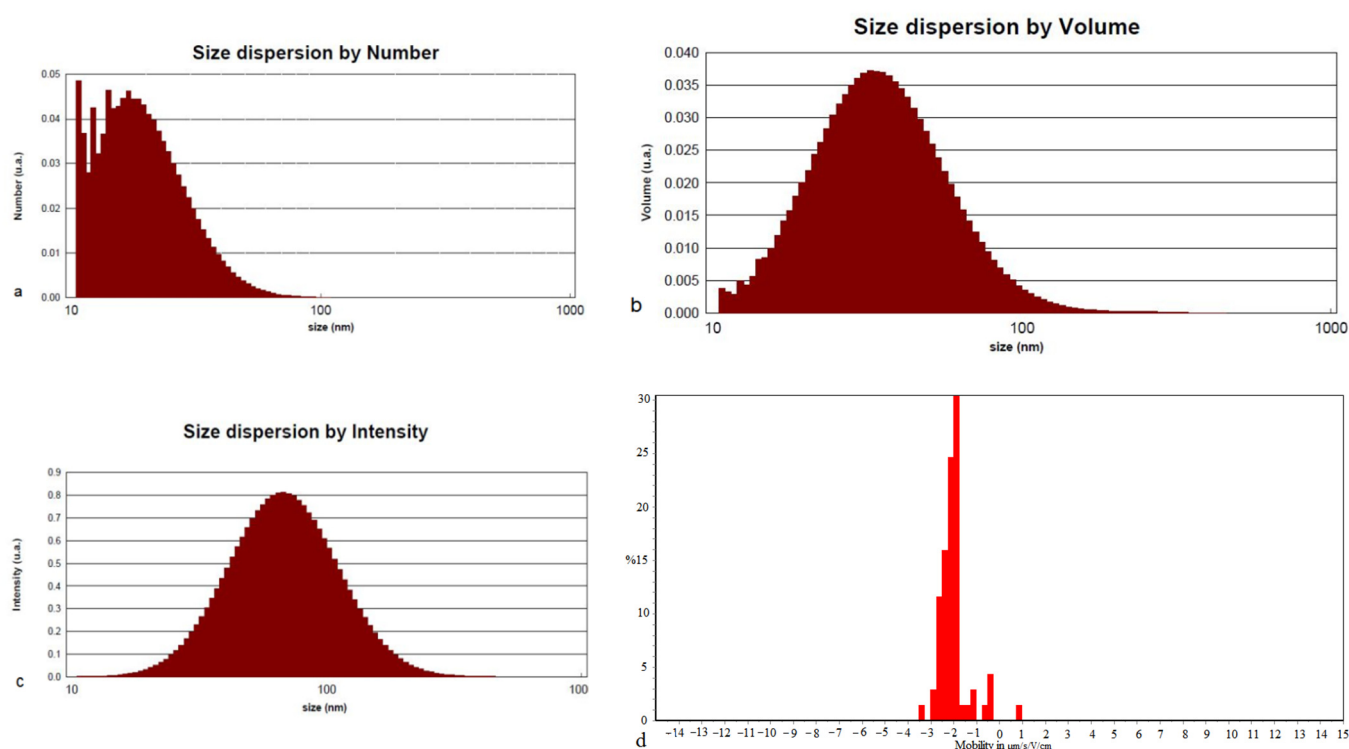 Size dispersion by Number
0.05
0.04
0.03
0.02
0.01
0.00
Number (u.a.)
10 100 1000
size (nm)
a
Size dispersion by Volume
0.040
0.035
0.030
0.025
0.020
0.015
0.010
0.005
0.000
Volume (u.a.)
10 100 1000
size (nm)
b
Size dispersion by Intensity
0.9
0.8
0.7
0.6
0.5
0.4
0.3
0.2
0.1
0.0
Intensity (u.a.)
10 100 100
size (nm)
c
30
25
20
%15
10
5
0
-14 -13 -12 -11 -10 -9 -8 -7 -6 -5 -4 -3 -2 -1 0 1 2 3 4 5 6 7 8 9 10 11 12 13 14 15
Mobility in μm/s/V/cm
d